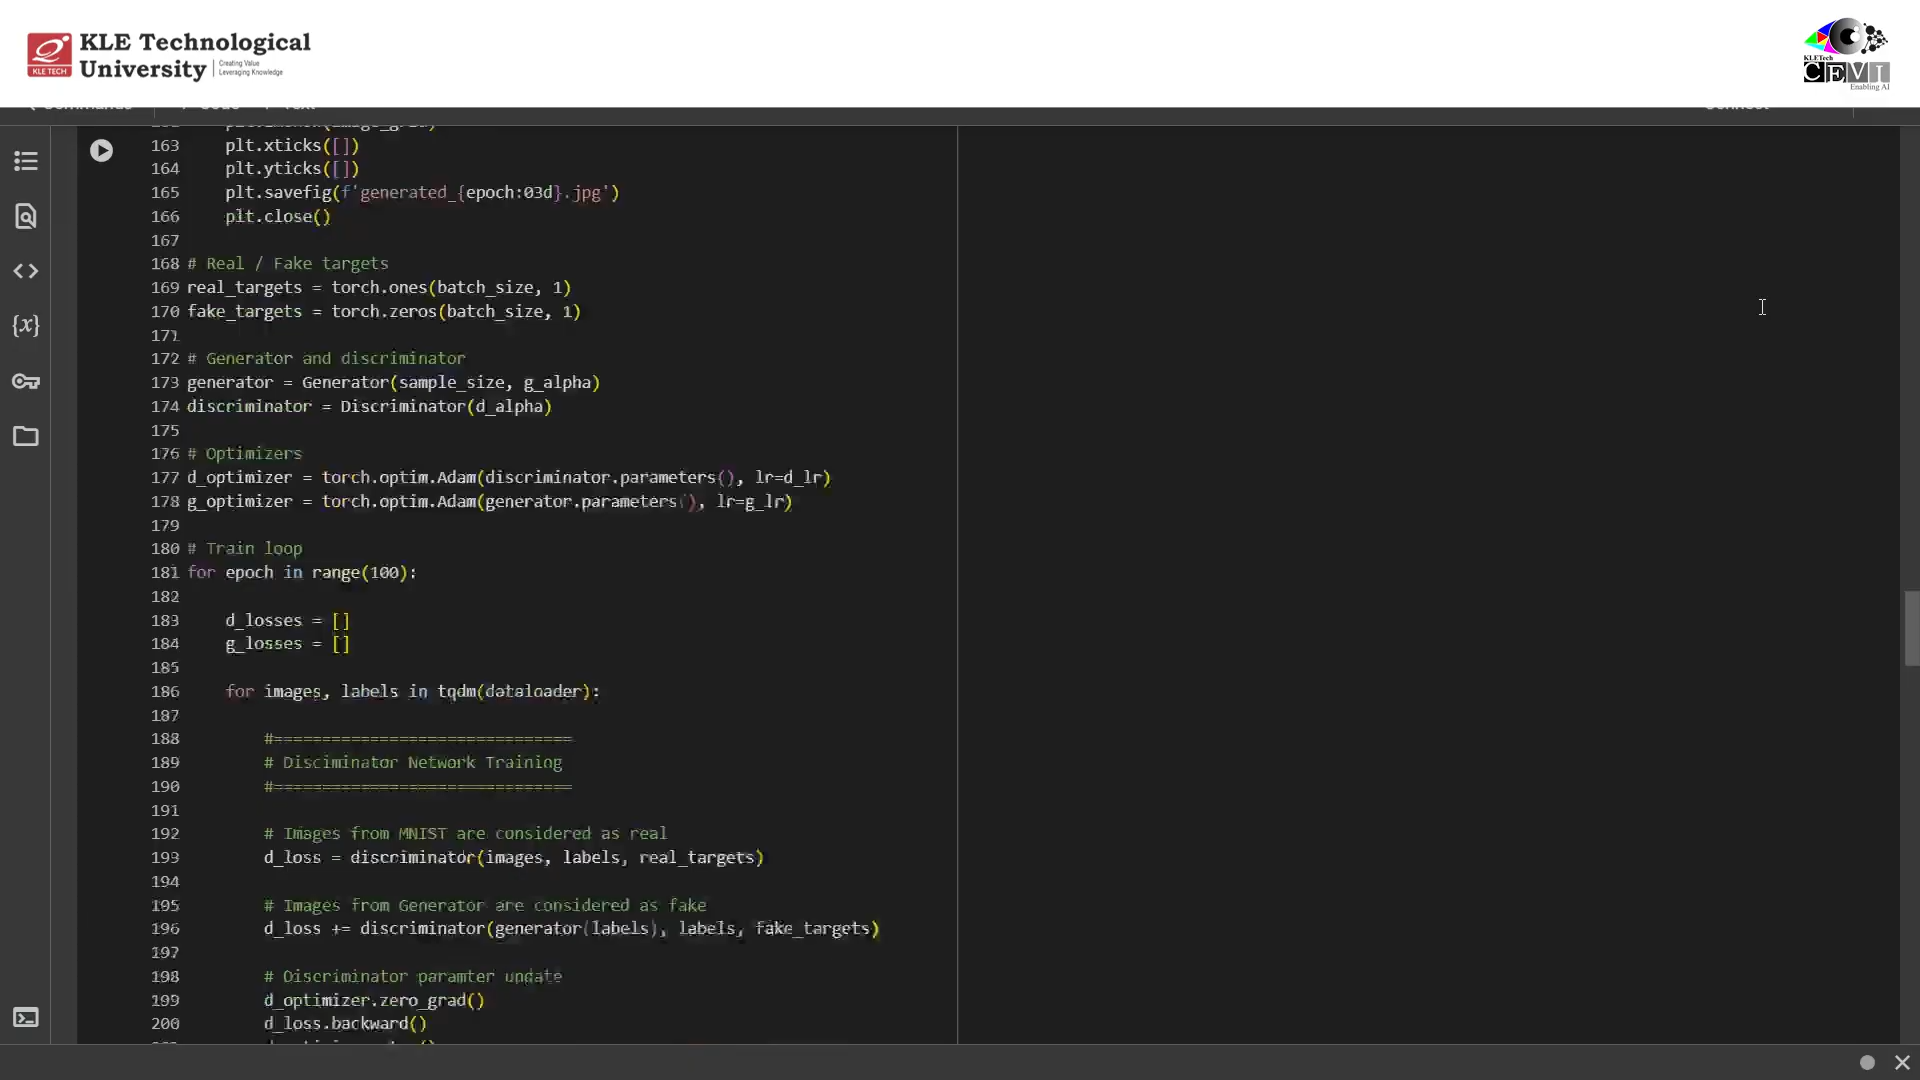 KLE Technological
University
Creating Value
Leveraging Knowledge
KLE TECH
KLETech
CEVI
Enabling AI
163 plt.xticks([])
164 plt.yticks([])
165 plt.savefig(f'generated_{epoch:03d}.jpg')
166 plt.close()
167
168 # Real / Fake targets
169 real_targets = torch.ones(batch_size, 1)
170 fake_targets = torch.zeros(batch_size, 1)
171
172 # Generator and discriminator
173 generator = Generator(sample_size, g_alpha)
174 discriminator = Discriminator(d_alpha)
175
176 # Optimizers
177 d_optimizer = torch.optim.Adam(discriminator.parameters(), lr=d_lr)
178 g_optimizer = torch.optim.Adam(generator.parameters(), lr=g_lr)
179
180 # Train loop
181 for epoch in range(100):
182
183 d_losses = []
184 g_losses = []
185
186 for images, labels in tqdm(dataloader):
187
188 #===============================
189 # Disciminator Network Training
190 #===============================
191
192 # Images from MNIST are considered as real
193 d_loss = discriminator(images, labels, real_targets)
194
195 # Images from Generator are considered as fake
196 d_loss += discriminator(generator(labels), labels, fake_targets)
197
198 # Discriminator paramter update
199 d_optimizer.zero_grad()
200 d_loss.backward()